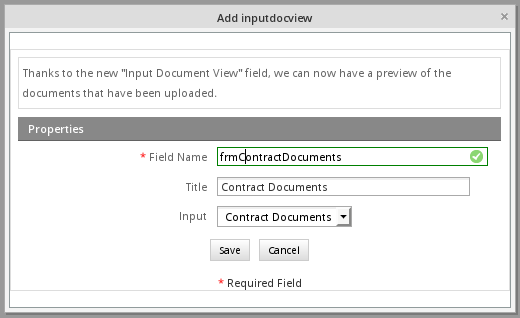 Add inputdocview
Thanks to the new "Input Document View" field, we can now have a preview of the
documents that have been uploaded.
Properties
* Field Name frmContractDocuments
Title Contract Documents
Input Contract Documents
Save Cancel
* Required Field